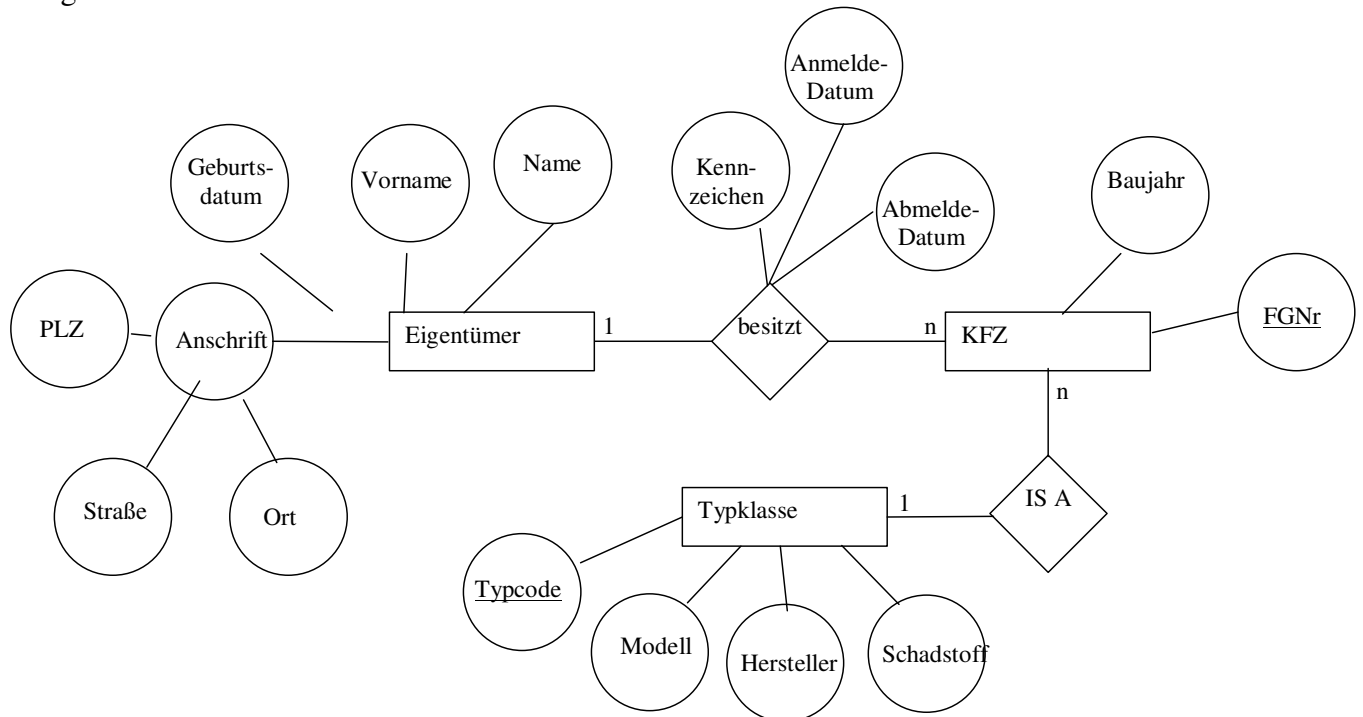 Anmelde-
Datum
Geburts-
datum
Vorname
Name
Kenn-
zeichen
Abmelde-
Datum
Baujahr
PLZ
Anschrift
Eigentümer
1
besitzt
n
KFZ
FGNr
n
Straße
Ort
Typklasse
1
IS A
Typcode
Modell
Hersteller
Schadstoff